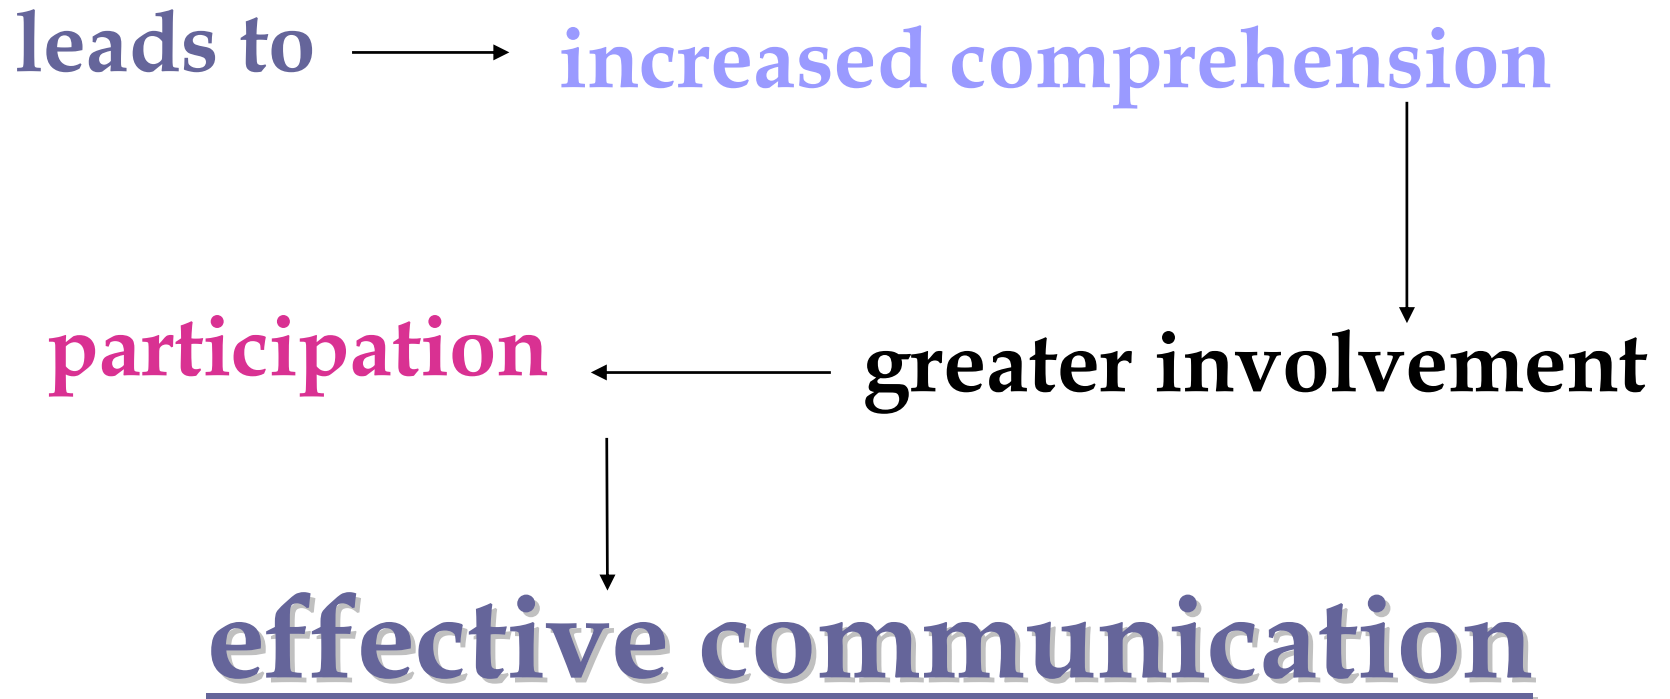 leads to
increased comprehension
greater involvement
participation
effective communication